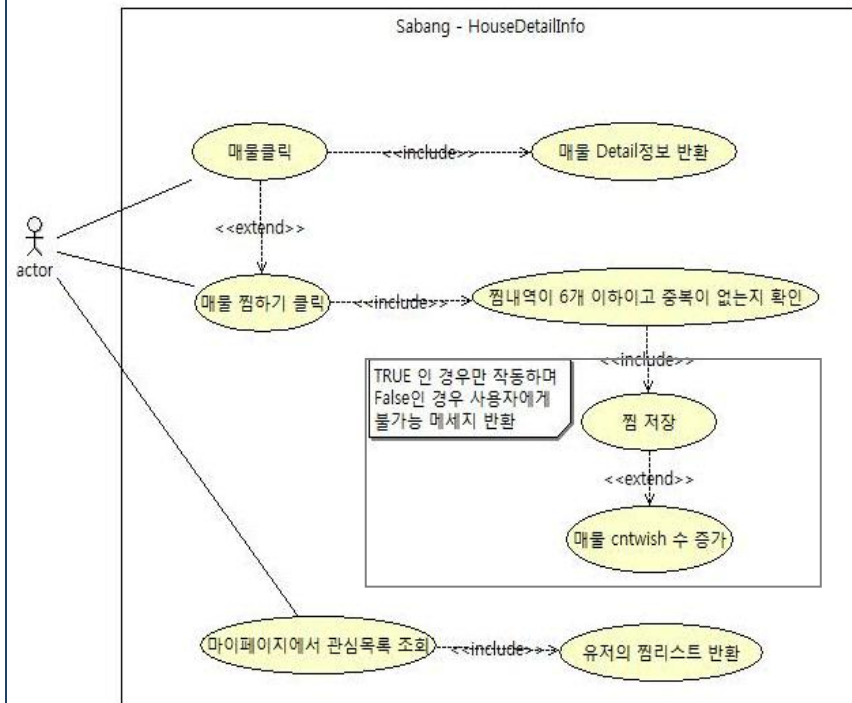 Sabang - HouseDetailInfo
매물클릭
<<include>>
매물 Detail정보 반환
<<extend>>
actor
매물 찜하기 클릭
<<include>>
찜내역이 6개 이하이고 중복이 없는지 확인
<<include>>
TRUE 인 경우만 작동하며
False인 경우 사용자에게
불가능 메세지 반환
찜 저장
<<extend>>
매물 cntwish 수 증가
마이페이지에서 관심목록 조회
<<include>>
유저의 찜리스트 반환